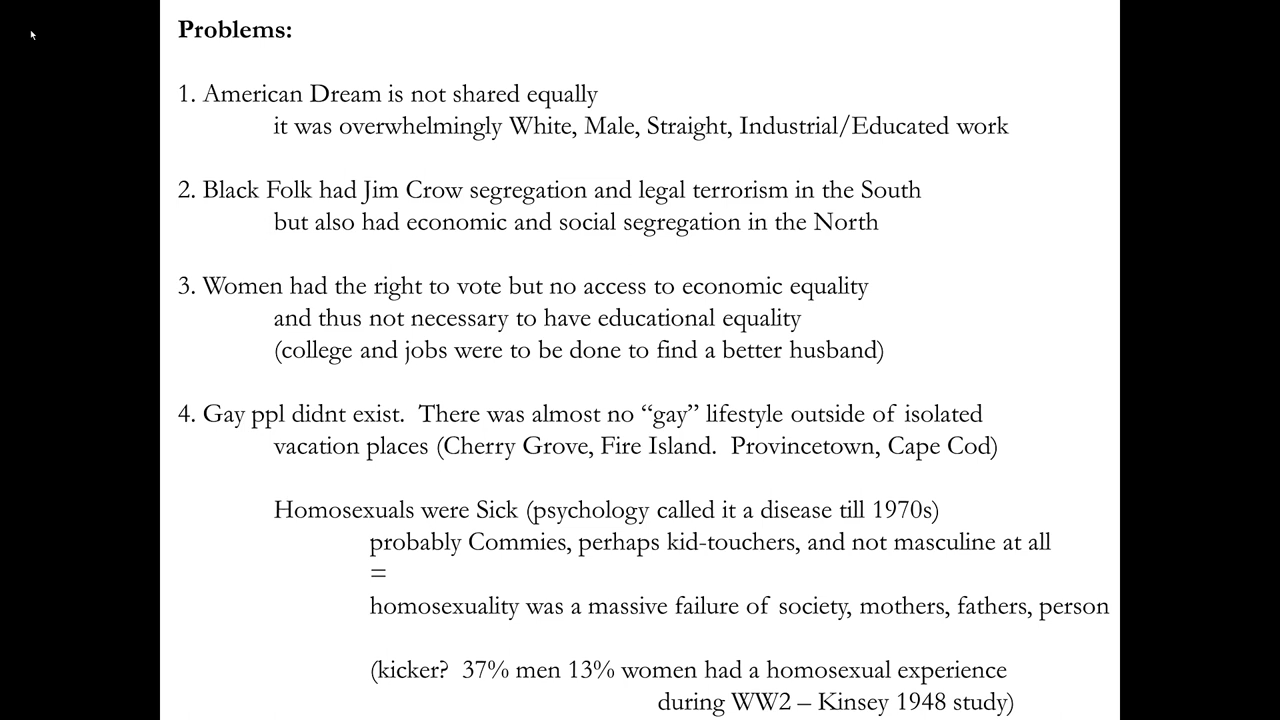 Problems:
1. American Dream is not shared equally
it was overwhelmingly White, Male, Straight, Industrial/Educated work
2. Black Folk had Jim Crow segregation and legal terrorism in the South
but also had economic and social segregation in the North
3. Women had the right to vote but no access to economic equality
and thus not necessary to have educational equality
(college and jobs were to be done to find a better husband)
4. Gay ppl didnt exist.  There was almost no “gay” lifestyle outside of isolated
vacation places (Cherry Grove, Fire Island.  Provincetown, Cape Cod)
Homosexuals were Sick (psychology called it a disease till 1970s)
probably Commies, perhaps kid-touchers, and not masculine at all
=
homosexuality was a massive failure of society, mothers, fathers, person
(kicker?  37% men 13% women had a homosexual experience
during WW2 – Kinsey 1948 study)